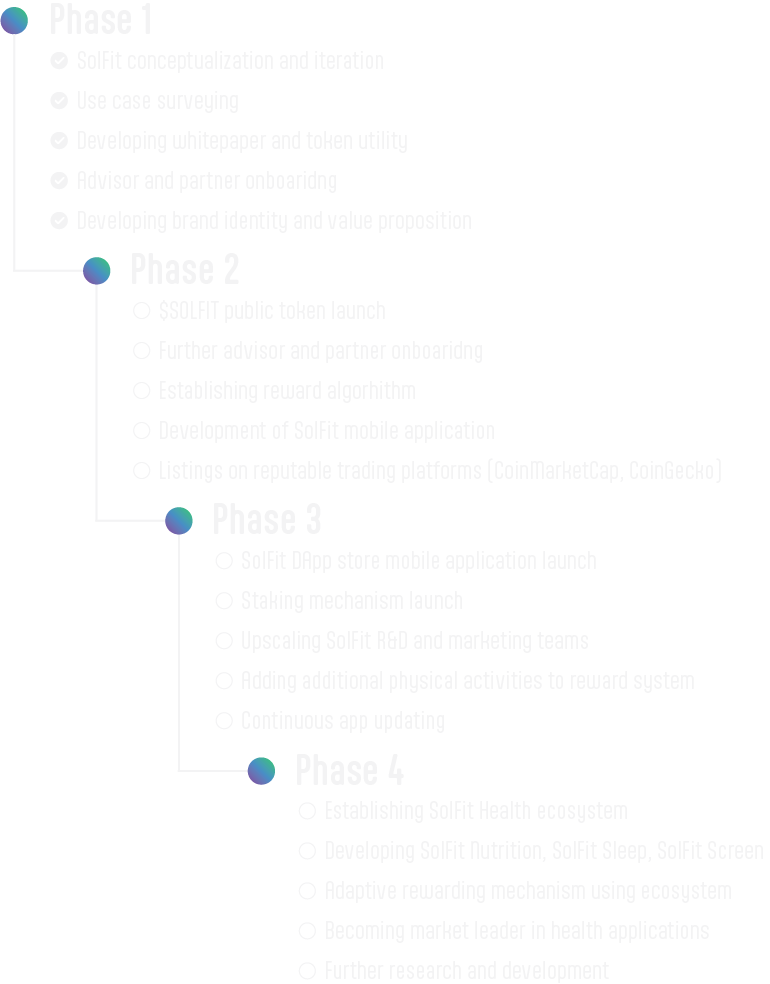 Phase 1
SolFit conceptualization and iteration
Use case surveying
Developing whitepaper and token utility
Advisor and partner onboaridng
Developing brand identity and value proposition
Phase 2
$SOLFIT public token launch
Further advisor and partner onboaridng
Establishing reward algorhithm
Development of SolFit mobile application
Listings on reputable trading platforms (CoinMarketCap, CoinGecko)
Phase 3
SolFit DApp store mobile application launch
Staking mechanism launch
Upscaling SolFit R&D and marketing teams
Adding additional physical activities to reward system
Continuous app updating
Phase 4
Establishing SolFit Health ecosystem
Developing SolFit Nutrition, SolFit Sleep, SolFit Screen
Adaptive rewarding mechanism using ecosystem
Becoming market leader in health applications
Further research and development